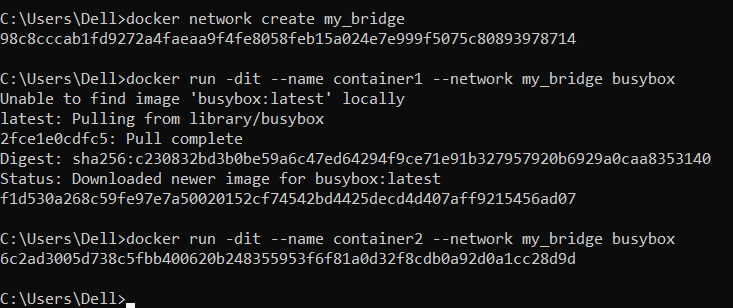 C:\Users\Dell>docker network create my_bridge
98c8cccab1fd9272a4faeaa9f4fe8058feb15a024e7e999f5075c80893978714
C:\Users\Dell>docker run -dit --name container1 --network my_bridge busybox
Unable to find image 'busybox:latest' locally
latest: Pulling from library/busybox
2fce1e0cdfc5: Pull complete
Digest: sha256:c230832bd3b0be59a6c47ed64294f9ce71e91b327957920b6929a0caa8353140
Status: Downloaded newer image for busybox:latest
f1d530a268c59fe97e7a50020152cf74542bd4425decd4d407aff9215456ad07
C:\Users\Dell>docker run -dit --name container2 --network my_bridge busybox
6c2ad3005d738c5fbb400620b248355953f6f81a0d32f8cdb0a92d0a1cc28d9d
C:\Users\Dell>